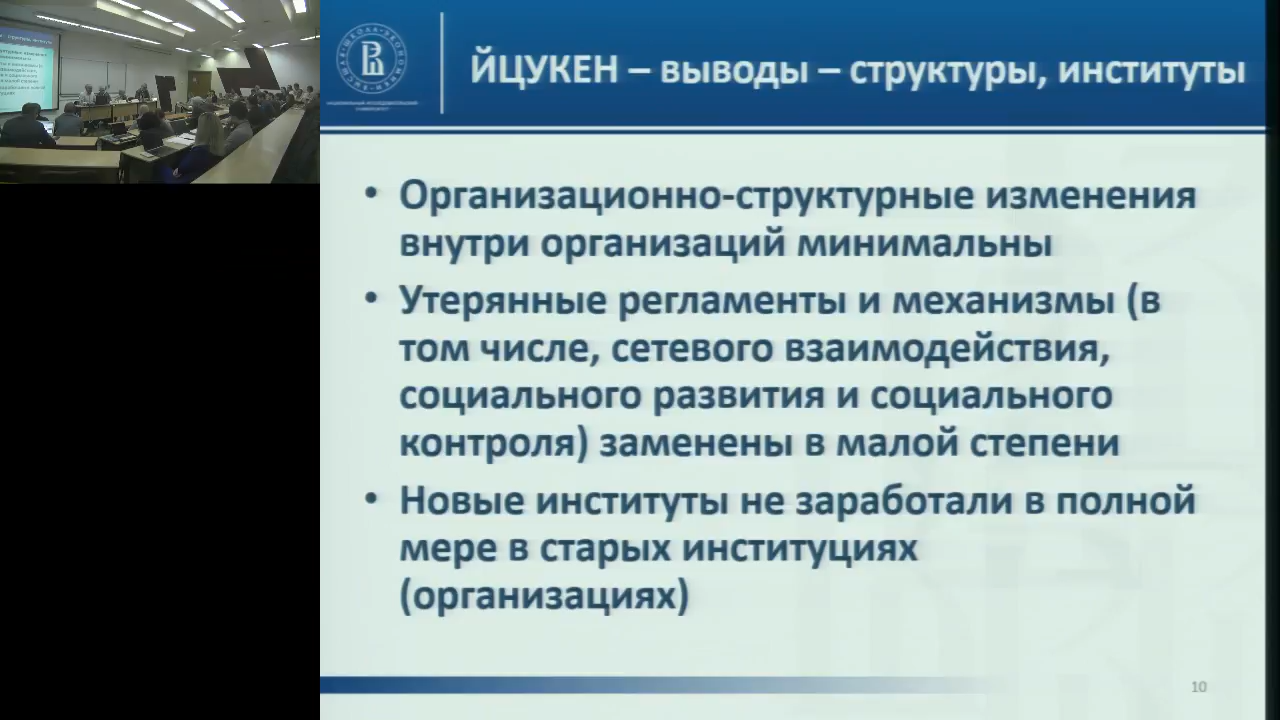 ЙЦУКЕН – выводы – структуры, институты
• Организационно-структурные изменения
внутри организаций минимальны
• Утерянные регламенты и механизмы (в
том числе, сетевого взаимодействия,
социального развития и социального
контроля) заменены в малой степени
• Новые институты не заработали в полной
мере в старых институциях
(организациях)
10